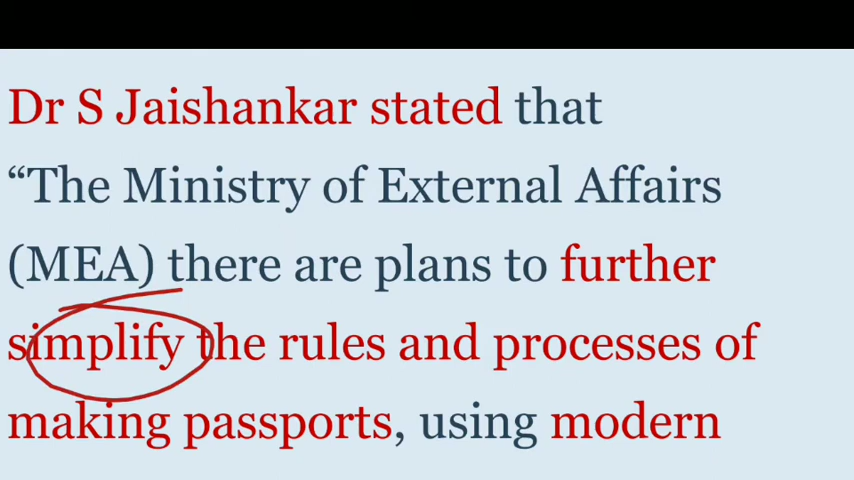 Dr S Jaishankar stated that
“The Ministry of External Affairs
(MEA) there are plans to further
simplify the rules and processes of
making passports, using modern